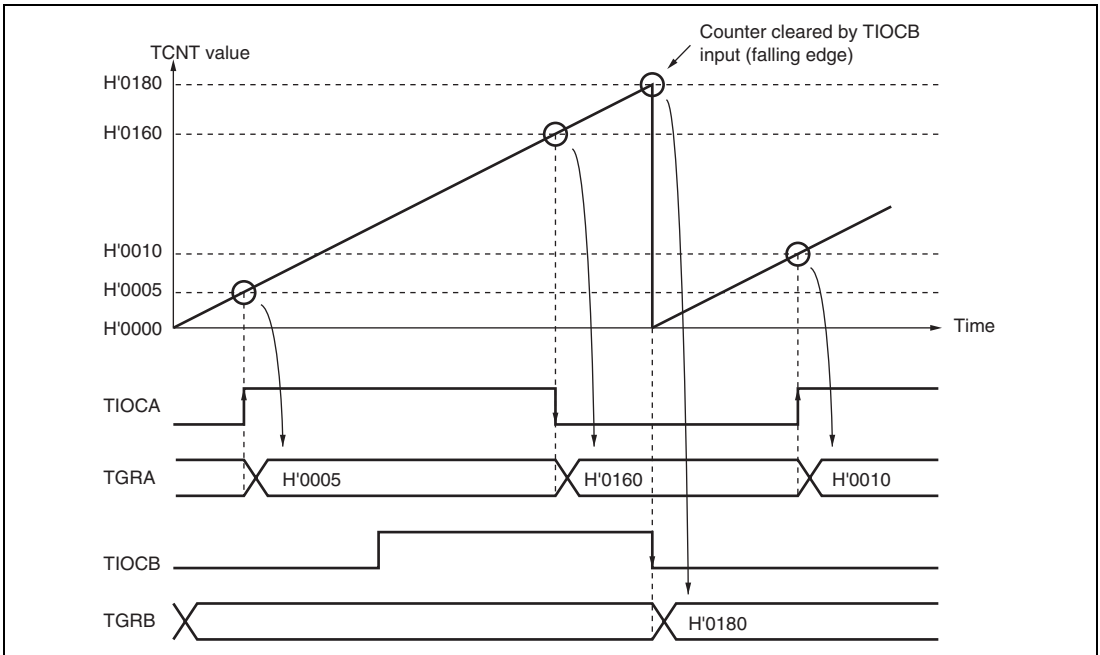 Counter cleared by TIOCB
input (falling edge)
TCNT value
H'0180
H'0160
H'0010
H'0005
H'0000
Time
TIOCA
TGRA
H'0005
H'0160
H'0010
TIOCB
TGRB
H'0180